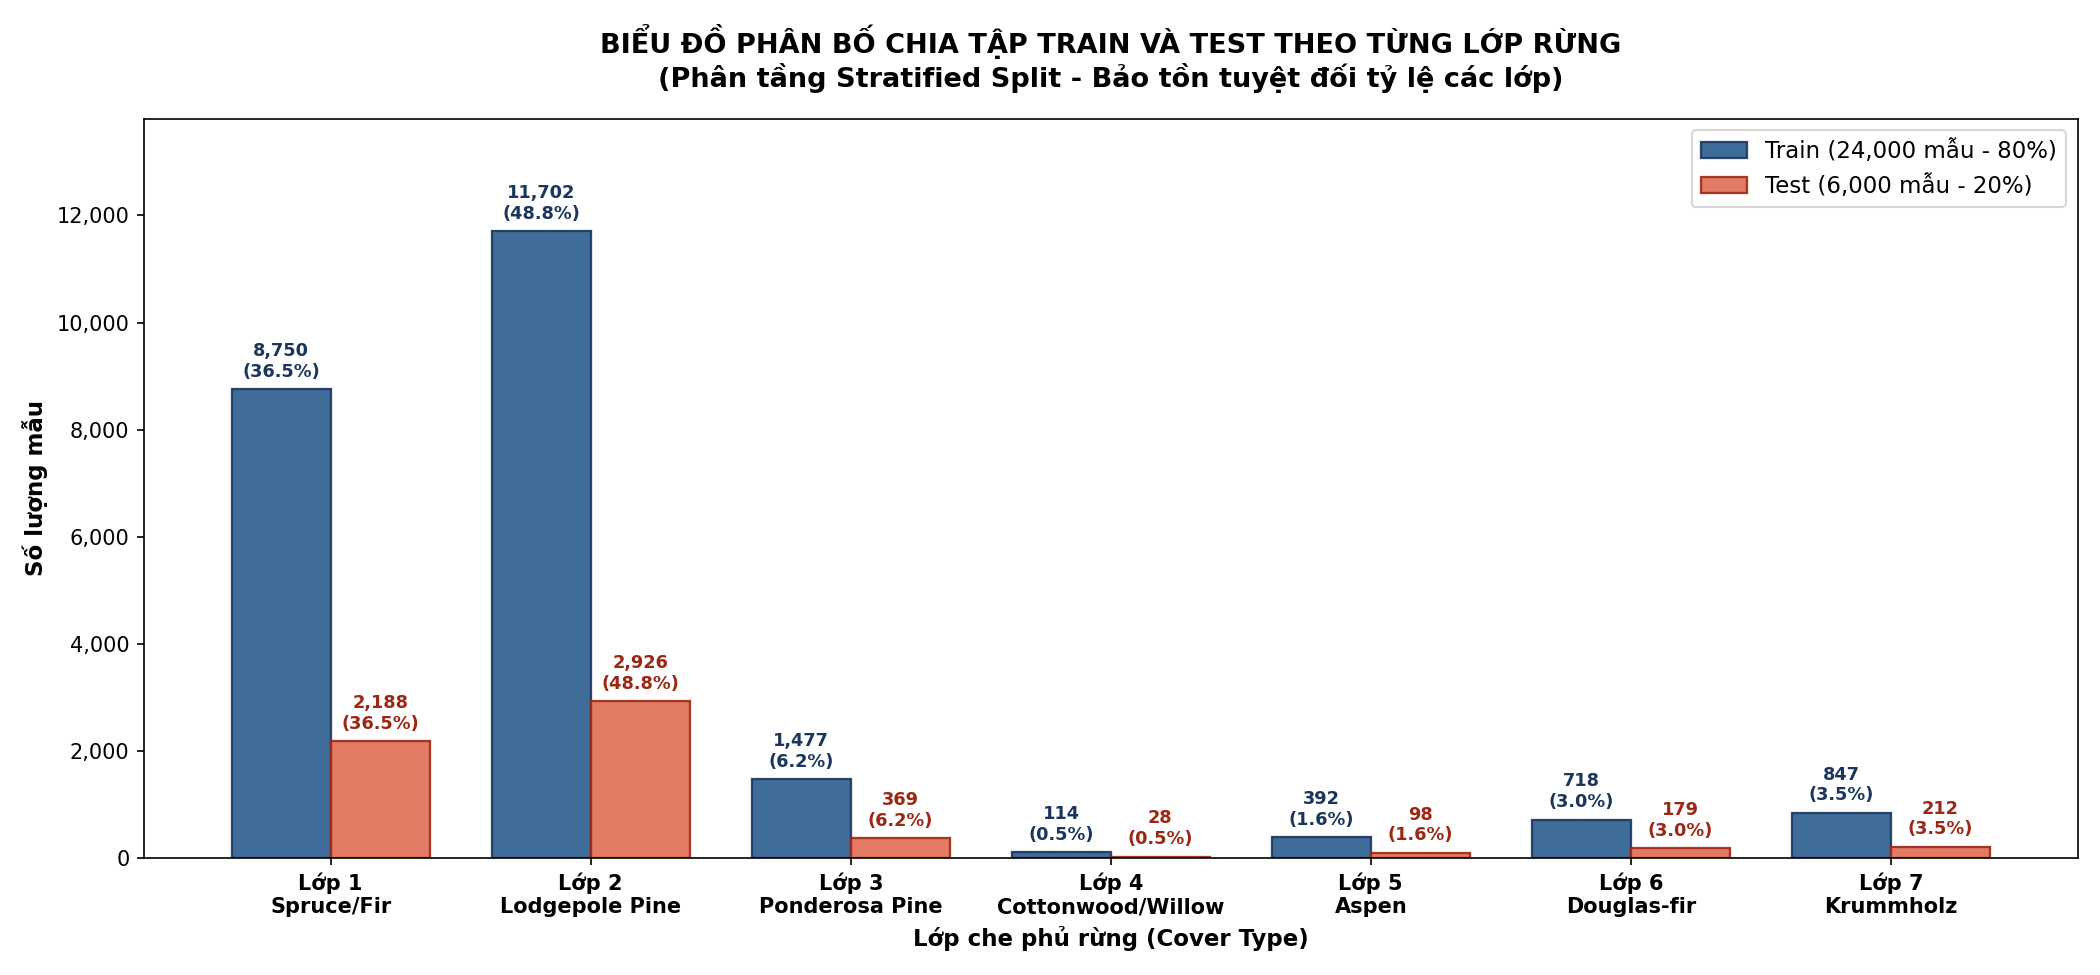 BIỂU ĐỒ PHÂN BỐ CHIA TẬP TRAIN VÀ TEST THEO TỪNG LỚP RỪNG
(Phân tầng Stratified Split - Bảo tồn tuyệt đối tỷ lệ các lớp)
Train (24,000 mẫu - 80%)
Test (6,000 mẫu - 20%)
Số lượng mẫu
12,000
10,000
8,000
6,000
4,000
2,000
0
8,750
(36.5%)
2,188
(36.5%)
11,702
(48.8%)
2,926
(48.8%)
1,477
(6.2%)
369
(6.2%)
114
(0.5%)
28
(0.5%)
392
(1.6%)
98
(1.6%)
718
(3.0%)
179
(3.0%)
847
(3.5%)
212
(3.5%)
Lớp 1
Spruce/Fir
Lớp 2
Lodgepole Pine
Lớp 3
Ponderosa Pine
Lớp 4
Cottonwood/Willow
Lớp 5
Aspen
Lớp 6
Douglas-fir
Lớp 7
Krummholz
Lớp che phủ rừng (Cover Type)